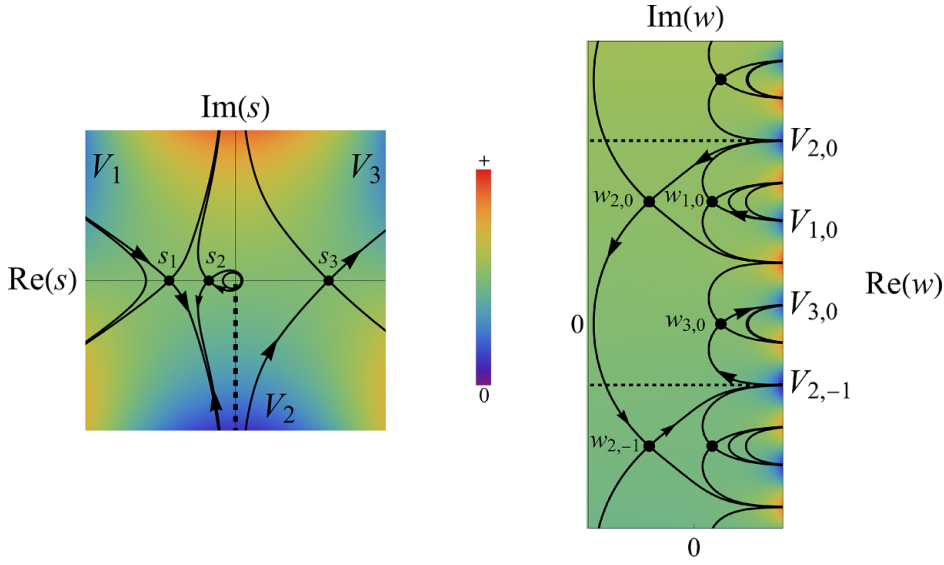 Im(s)
V₁
V₃
s₁
s₂
s₃
Re(s)
V₂
+
0
Im(w)
V₂,₀
w₂,₀
w₁,₀
V₁,₀
Re(w)
V₃,₀
0
w₃,₀
V₂,₋₁
w₂,₋₁
0